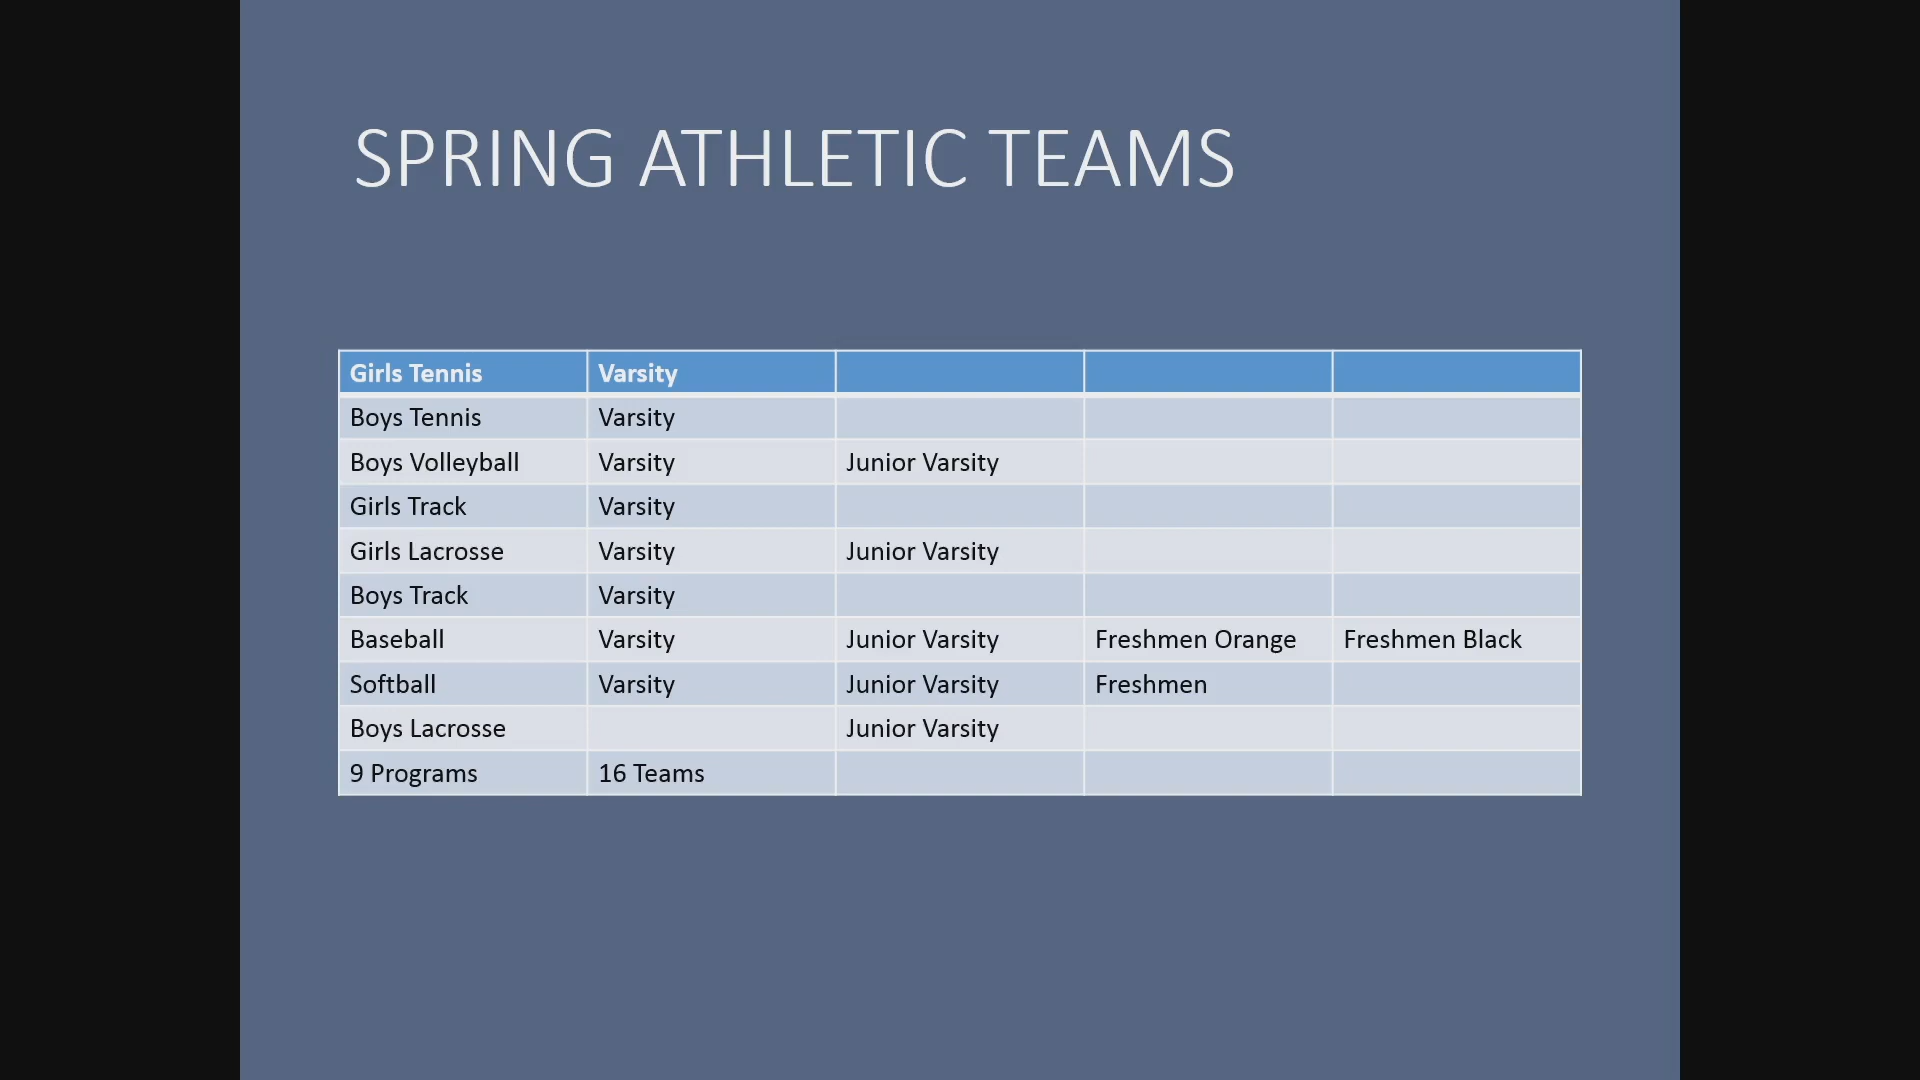 SPRING ATHLETIC TEAMS
Girls Tennis Varsity
Boys Tennis Varsity
Boys Volleyball Varsity Junior Varsity
Girls Track Varsity
Girls Lacrosse Varsity Junior Varsity
Boys Track Varsity
Baseball Varsity Junior Varsity Freshmen Orange Freshmen Black
Softball Varsity Junior Varsity Freshmen
Boys Lacrosse Junior Varsity
9 Programs 16 Teams